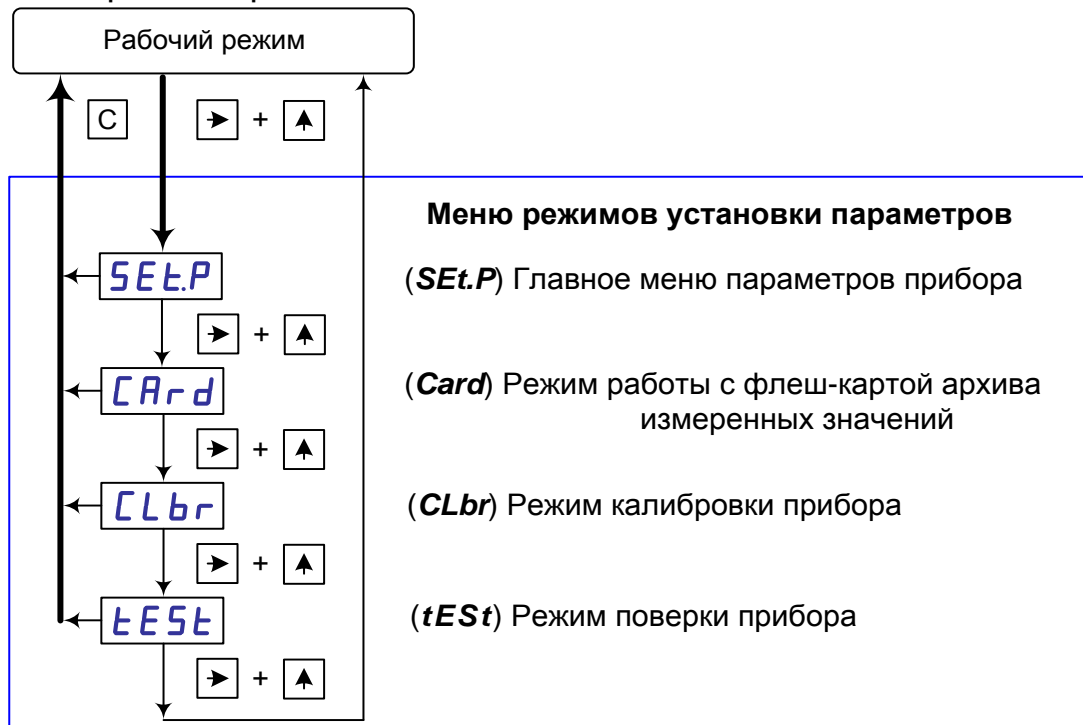 Рабочий режим
C
+
Меню режимов установки параметров
SEt.P
(SEt.P) Главное меню параметров прибора
+
CArd
(Card) Режим работы с флеш-картой архива
измеренных значений
+
CLbr
(CLbr) Режим калибровки прибора
+
tESt
(tESt) Режим поверки прибора
+